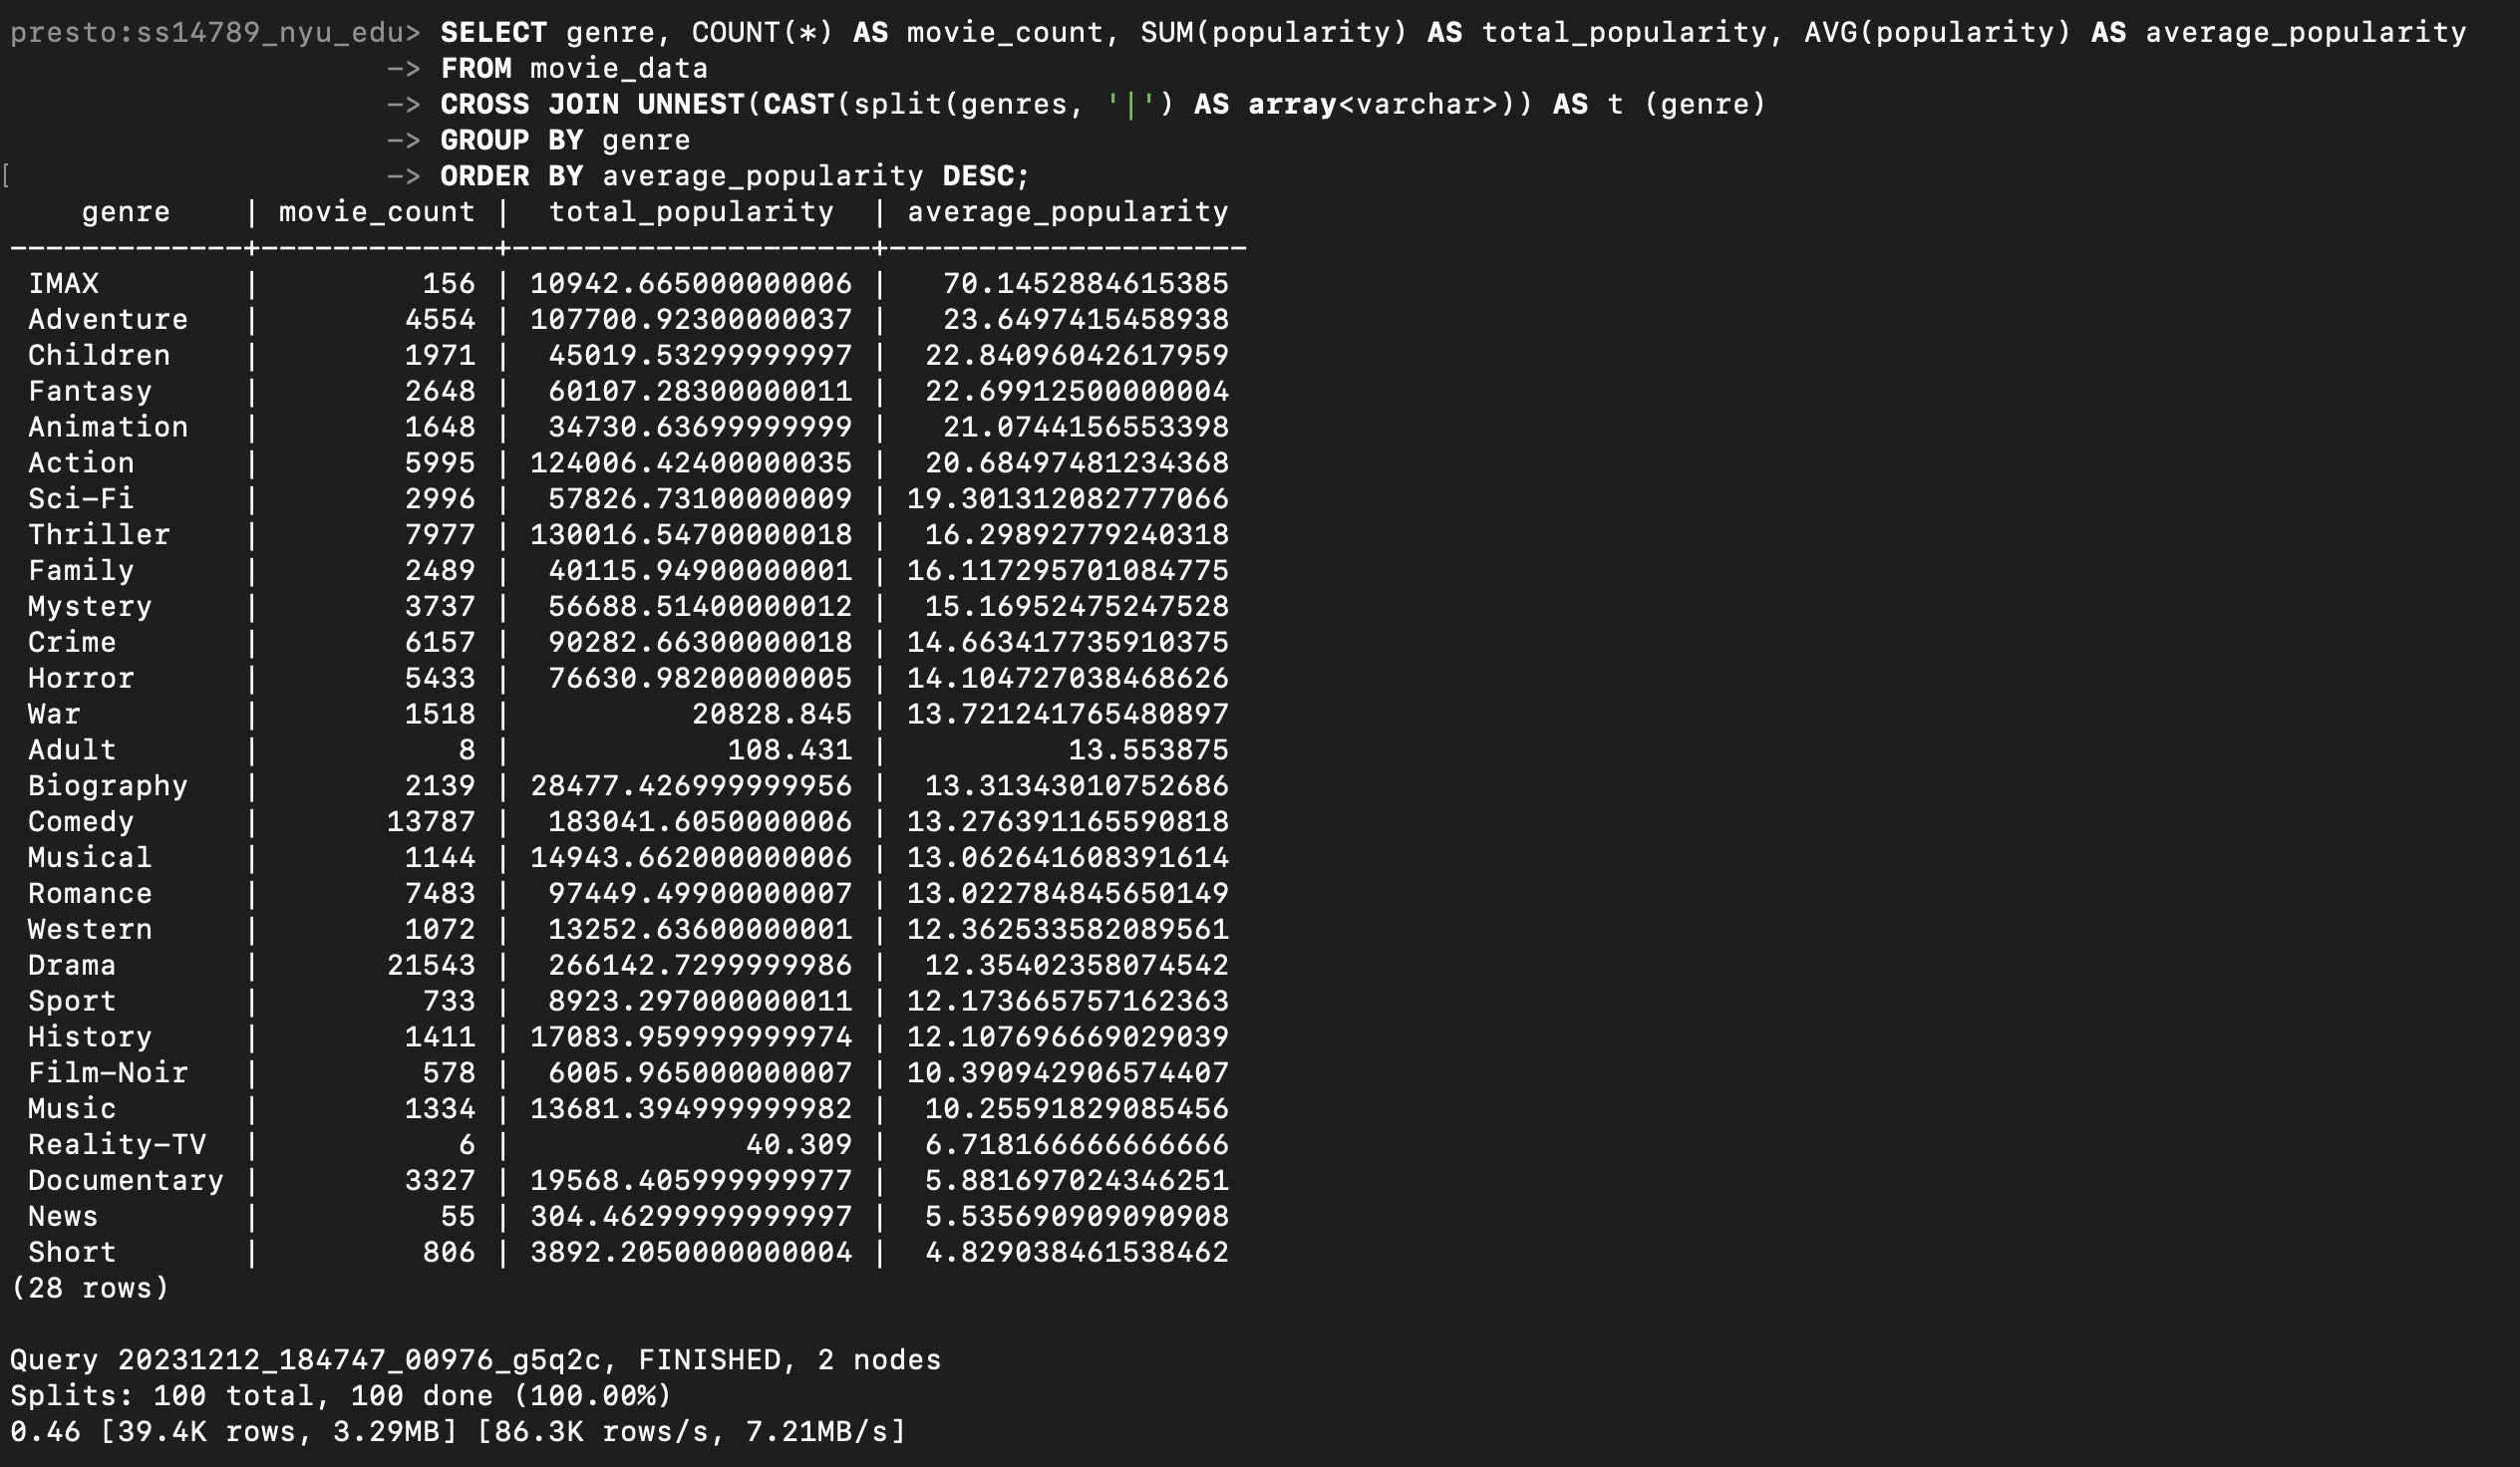 presto:ss14789_nyu_edu> SELECT genre, COUNT(*) AS movie_count, SUM(popularity) AS total_popularity, AVG(popularity) AS average_popularity
-> FROM movie_data
-> CROSS JOIN UNNEST(CAST(split(genres, '|') AS array<varchar>)) AS t (genre)
-> GROUP BY genre
[ -> ORDER BY average_popularity DESC;
genre | movie_count | total_popularity | average_popularity
-------------+-------------+--------------------+--------------------
IMAX | 156 | 10942.665000000006 | 70.1452884615385
Adventure | 4554 | 107700.92300000037 | 23.6497415458938
Children | 1971 | 45019.53299999997 | 22.84096042617959
Fantasy | 2648 | 60107.28300000011 | 22.69912500000004
Animation | 1648 | 34730.63699999999 | 21.0744156553398
Action | 5995 | 124006.42400000035 | 20.68497481234368
Sci-Fi | 2996 | 57826.73100000009 | 19.301312082777066
Thriller | 7977 | 130016.54700000018 | 16.29892779240318
Family | 2489 | 40115.94900000001 | 16.117295701084775
Mystery | 3737 | 56688.51400000012 | 15.16952475247528
Crime | 6157 | 90282.66300000018 | 14.663417735910375
Horror | 5433 | 76630.98200000005 | 14.104727038468626
War | 1518 | 20828.845 | 13.721241765480897
Adult | 8 | 108.431 | 13.553875
Biography | 2139 | 28477.426999999956 | 13.31343010752686
Comedy | 13787 | 183041.6050000006 | 13.276391165590818
Musical | 1144 | 14943.662000000006 | 13.062641608391614
Romance | 7483 | 97449.49900000007 | 13.022784845650149
Western | 1072 | 13252.63600000001 | 12.362533582089561
Drama | 21543 | 266142.7299999986 | 12.35402358074542
Sport | 733 | 8923.297000000011 | 12.173665757162363
History | 1411 | 17083.959999999974 | 12.107696669029039
Film-Noir | 578 | 6005.965000000007 | 10.390942906574407
Music | 1334 | 13681.394999999982 | 10.25591829085456
Reality-TV | 6 | 40.309 | 6.718166666666666
Documentary | 3327 | 19568.405999999977 | 5.881697024346251
News | 55 | 304.46299999999997 | 5.535690909090908
Short | 806 | 3892.2050000000004 | 4.829038461538462
(28 rows)
Query 20231212_184747_00976_g5q2c, FINISHED, 2 nodes
Splits: 100 total, 100 done (100.00%)
0.46 [39.4K rows, 3.29MB] [86.3K rows/s, 7.21MB/s]